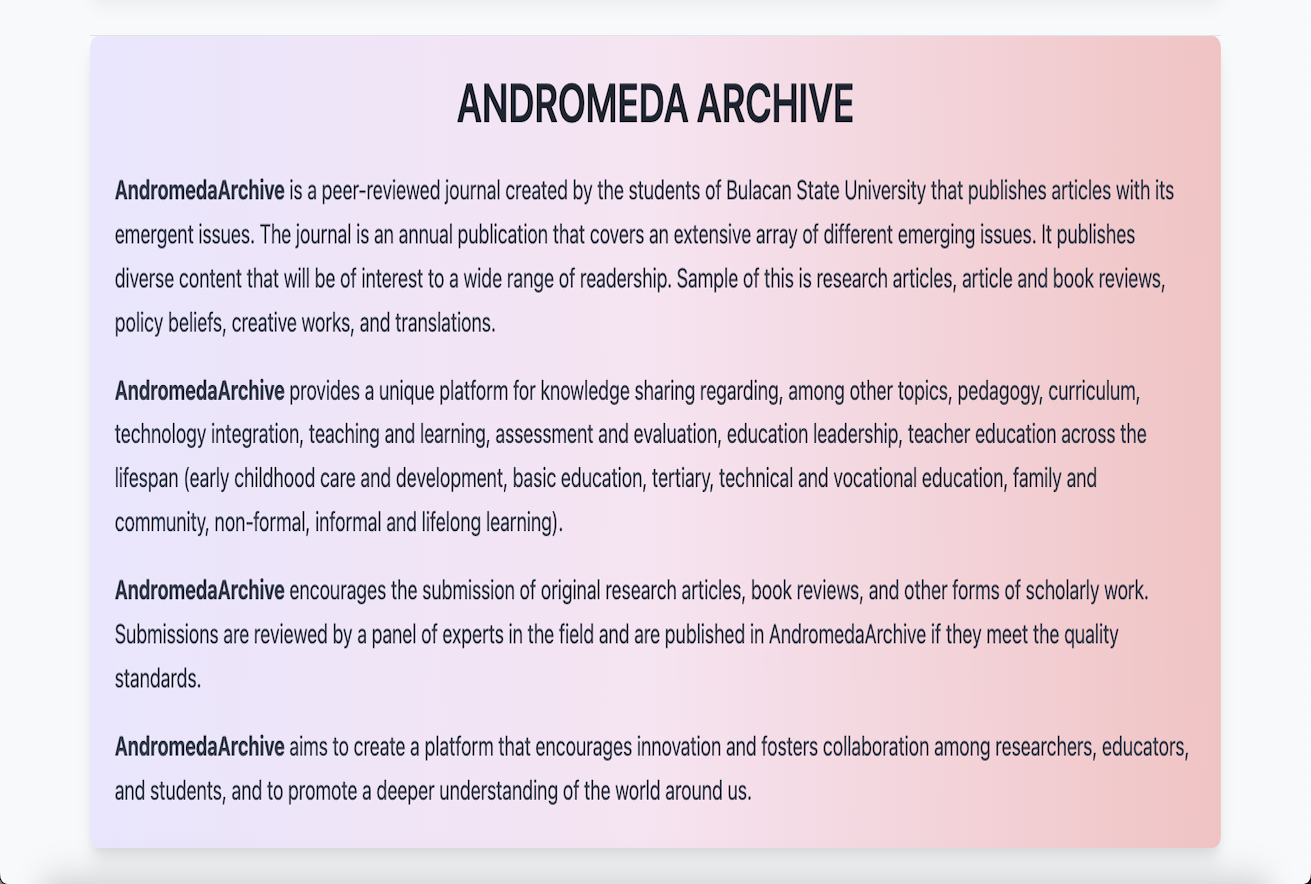 ANDROMEDA ARCHIVE
AndromedaArchive is a peer-reviewed journal created by the students of Bulacan State University that publishes articles with its
emergent issues. The journal is an annual publication that covers an extensive array of different emerging issues. It publishes
diverse content that will be of interest to a wide range of readership. Sample of this is research articles, article and book reviews,
policy beliefs, creative works, and translations.
AndromedaArchive provides a unique platform for knowledge sharing regarding, among other topics, pedagogy, curriculum,
technology integration, teaching and learning, assessment and evaluation, education leadership, teacher education across the
lifespan (early childhood care and development, basic education, tertiary, technical and vocational education, family and
community, non-formal, informal and lifelong learning).
AndromedaArchive encourages the submission of original research articles, book reviews, and other forms of scholarly work.
Submissions are reviewed by a panel of experts in the field and are published in AndromedaArchive if they meet the quality
standards.
AndromedaArchive aims to create a platform that encourages innovation and fosters collaboration among researchers, educators,
and students, and to promote a deeper understanding of the world around us.